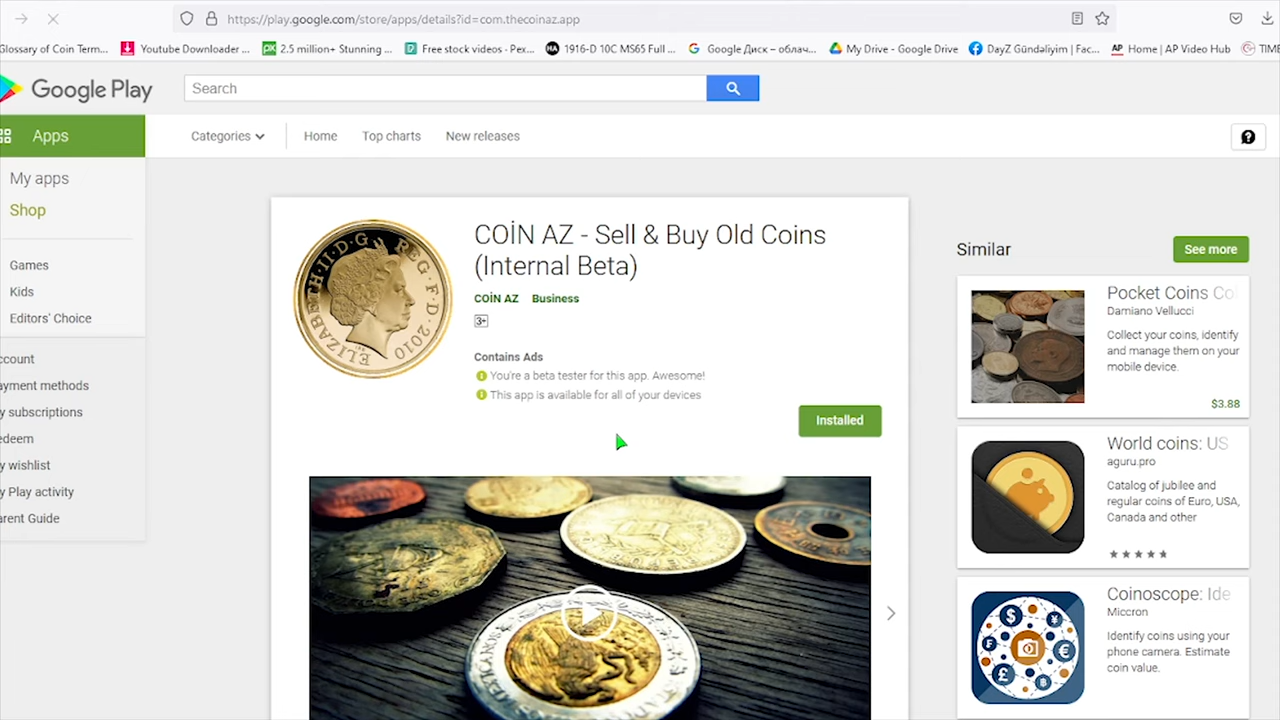 https://play.google.com/store/apps/details?id=com.thecoinaz.app
Glossary of Coin Term...
Youtube Downloader ...
2.5 million+ Stunning ...
Free stock videos - Pex...
1916-D 10C MS65 Full ...
Google Диск – облач...
My Drive - Google Drive
DayZ Gündəliyim | Fac...
AP Home | AP Video Hub
TIME
Google Play
Search
Apps
Categories
Home
Top charts
New releases
My apps
Shop
Games
Kids
Editors' Choice
ccount
ayment methods
y subscriptions
edeem
y wishlist
y Play activity
arent Guide
COİN AZ - Sell & Buy Old Coins
(Internal Beta)
COİN AZ Business
3+
Contains Ads
You're a beta tester for this app. Awesome!
This app is available for all of your devices
Installed
ELIZABETH·II·D·G REG·F·D·2010
Similar
See more
Pocket Coins Co
Damiano Vellucci
Collect your coins, identify
and manage them on your
mobile device.
$3.88
World coins: US
aguru.pro
Catalog of jubilee and
regular coins of Euro, USA,
Canada and other
Coinoscope: Ide
Miccron
Identify coins using your
phone camera. Estimate
coin value.